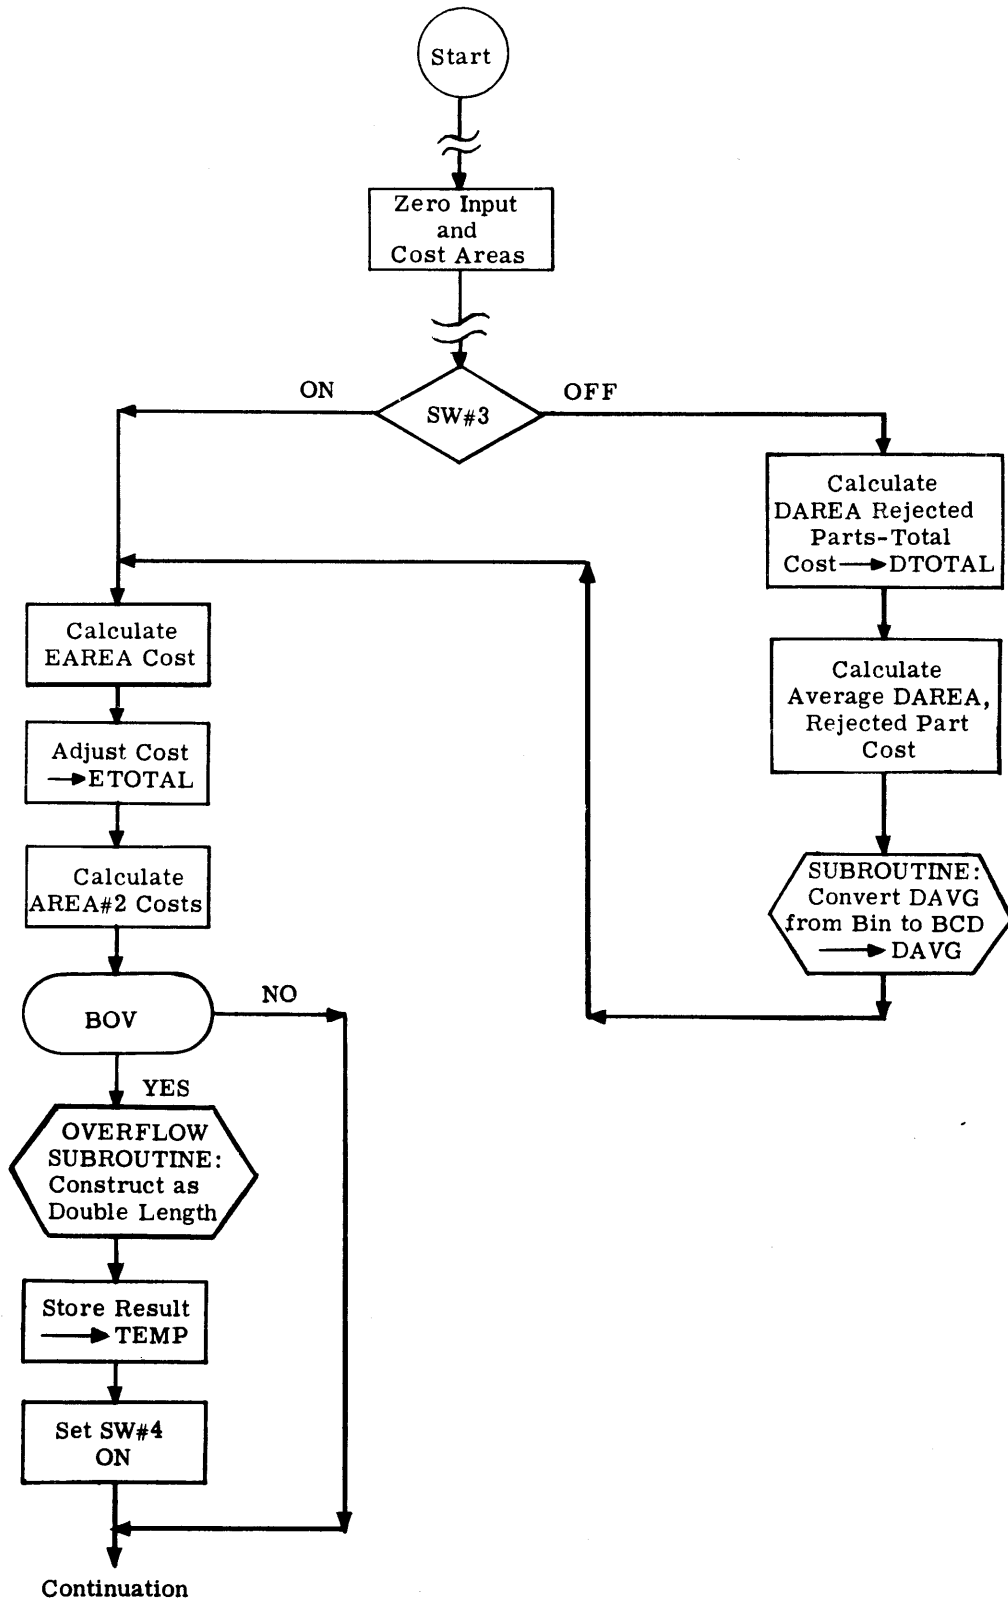 Start
Zero Input
and
Cost Areas
ON
OFF
SW#3
Calculate
DAREA Rejected
Parts-Total
Cost → DTOTAL
Calculate
EAREA Cost
Calculate
Average DAREA,
Rejected Part
Cost
Adjust Cost
→ ETOTAL
Calculate
AREA#2 Costs
SUBROUTINE:
Convert DAVG
from Bin to BCD
→ DAVG
BOV
NO
YES
OVERFLOW
SUBROUTINE:
Construct as
Double Length
Store Result
→ TEMP
Set SW#4
ON
Continuation